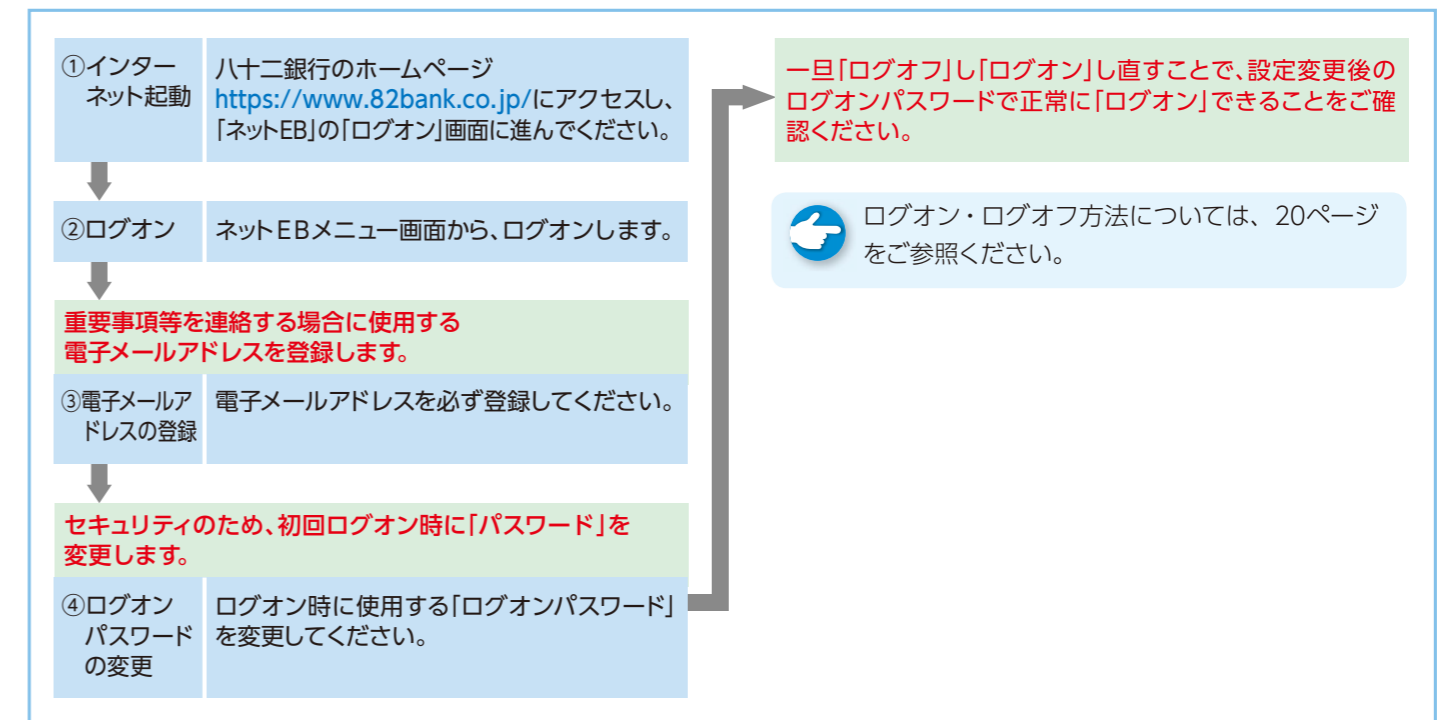 ①インター
ネット起動
八十二銀行のホームページ
https://www.82bank.co.jp/にアクセスし、
「ネットEB」の「ログオン」画面に進んでください。
②ログオン
ネットEBメニュー画面から、ログオンします。
重要事項等を連絡する場合に使用する
電子メールアドレスを登録します。
③電子メールア
ドレスの登録
電子メールアドレスを必ず登録してください。
セキュリティのため、初回ログオン時に「パスワード」を
変更します。
④ログオン
パスワード
の変更
ログオン時に使用する「ログオンパスワード」
を変更してください。
一旦「ログオフ」し「ログオン」し直すことで、設定変更後の
ログオンパスワードで正常に「ログオン」できることをご確
認ください。
ログオン・ログオフ方法については、20ページ
をご参照ください。